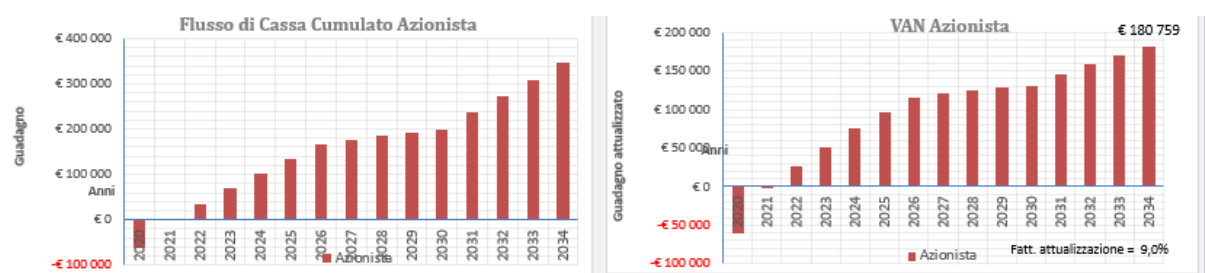 Flusso di Cassa Cumulato Azionista
€ 400 000
€ 300 000
€ 200 000
€ 100 000
€ 0
-€ 100 000
Guadagno
Anni
2020 2021 2022 2023 2024 2025 2026 2027 2028 2029 2030 2031 2032 2033 2034
Azionista
VAN Azionista
€ 180 759
€ 200 000
€ 150 000
€ 100 000
€ 50 000
€ 0
-€ 50 000
-€ 100 000
Guadagno attualizzato
Anni
2020 2021 2022 2023 2024 2025 2026 2027 2028 2029 2030 2031 2032 2033 2034
Azionista
Fatt. attualizzazione = 9,0%